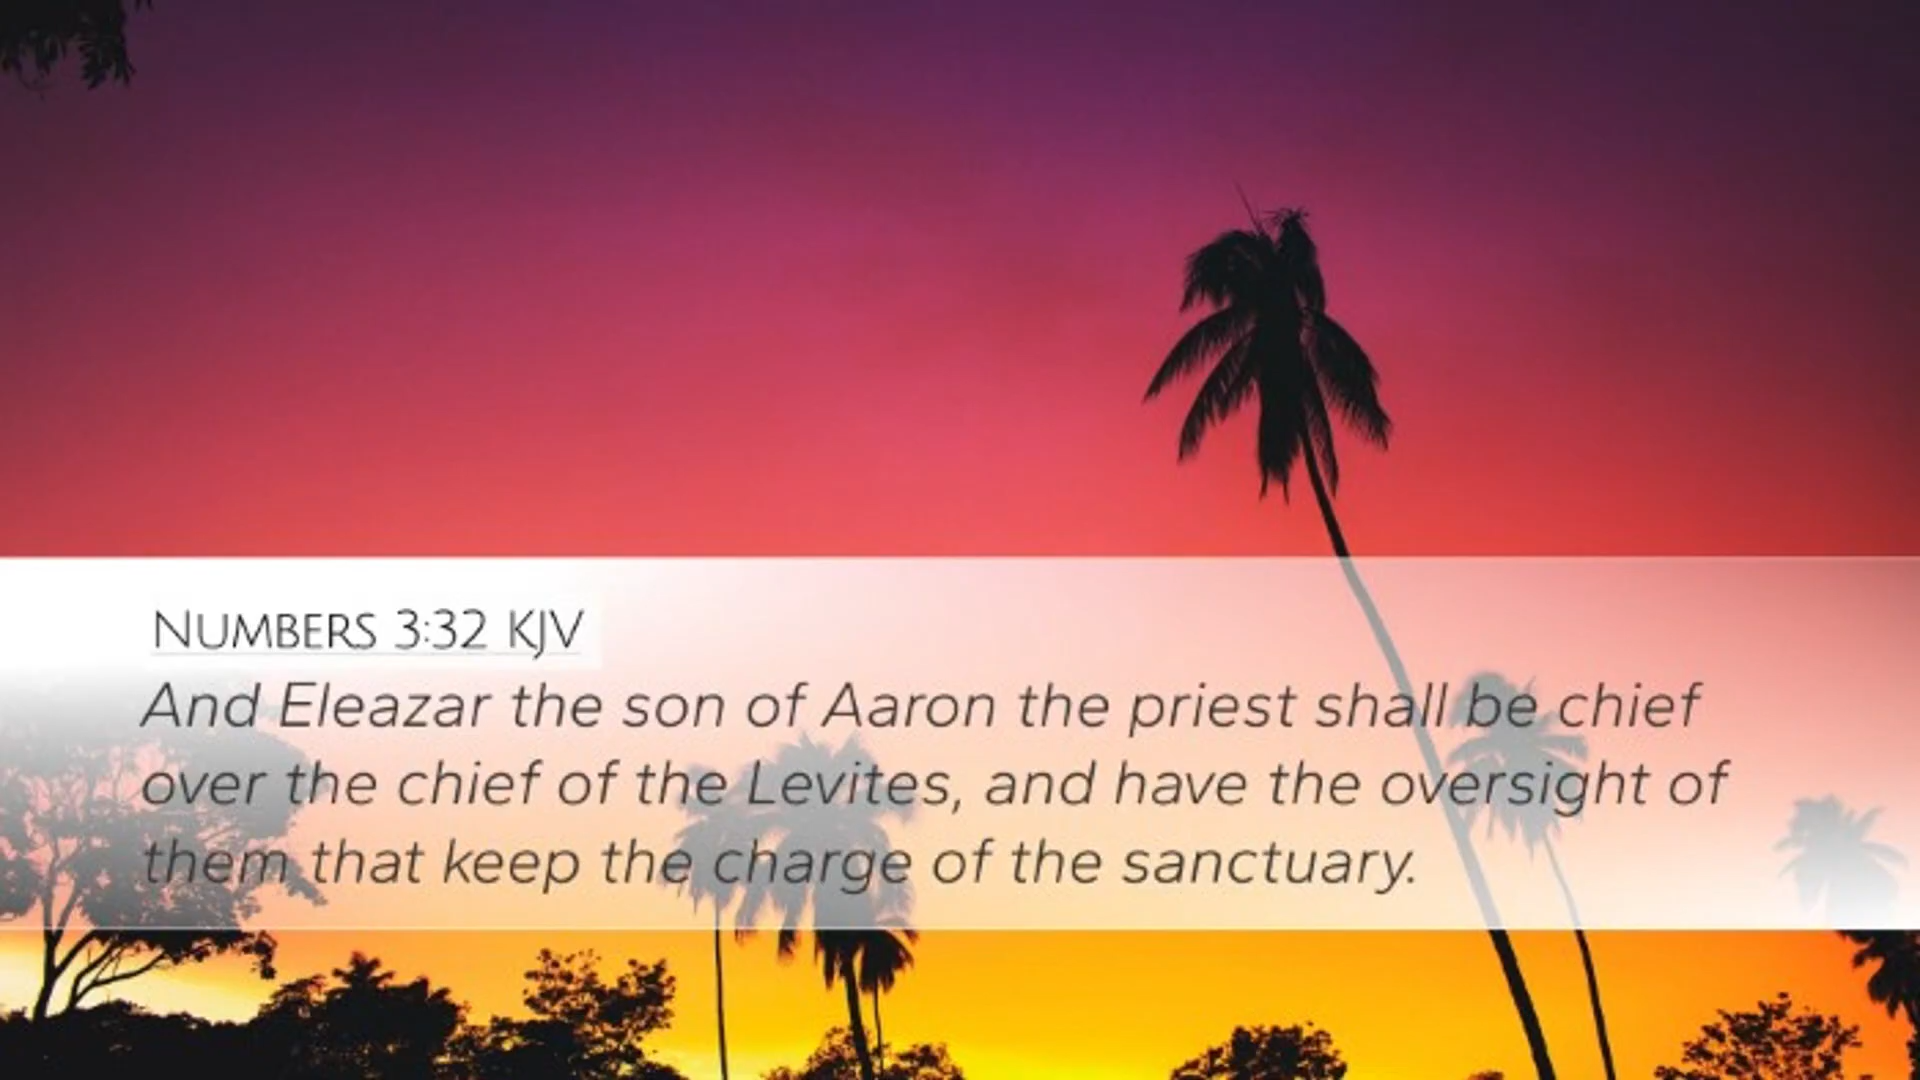 Numbers 3:32 KJV
And Eleazar the son of Aaron the priest shall be chief
over the chief of the Levites, and have the oversight of
them that keep the charge of the sanctuary.